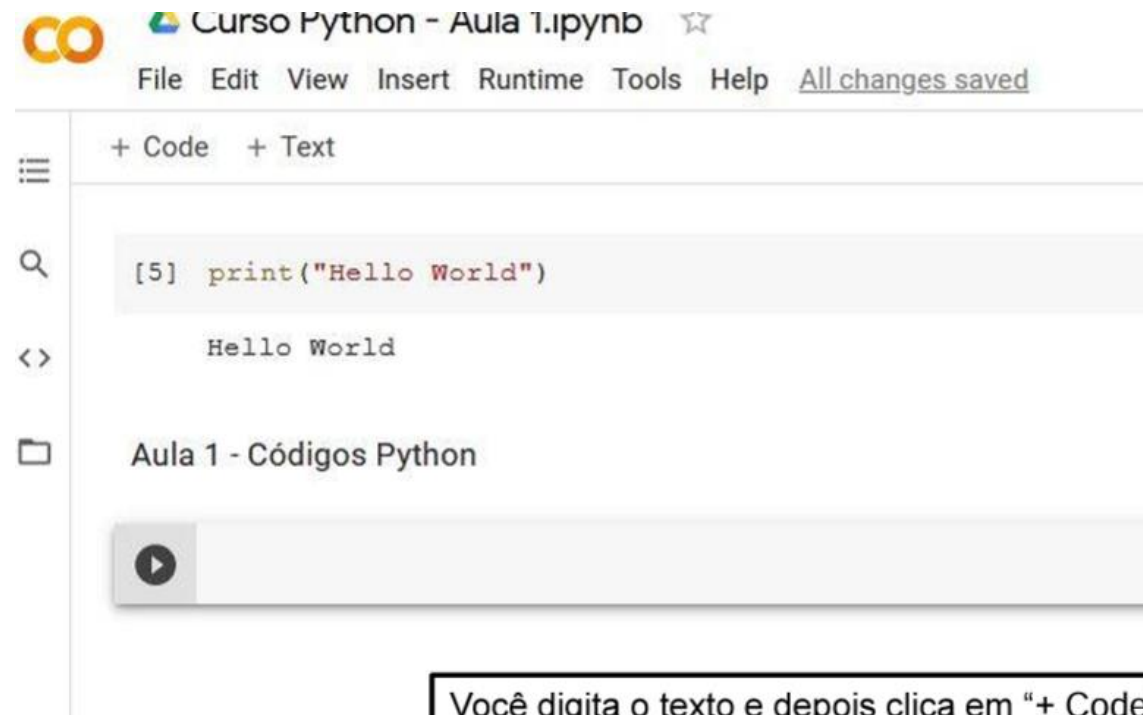 Curso Python - Aula 1.ipynb
File Edit View Insert Runtime Tools Help All changes saved
+ Code + Text
[5] print("Hello World")
Hello World
Aula 1 - Códigos Python
Você digita o texto e depois clica em “+ Code